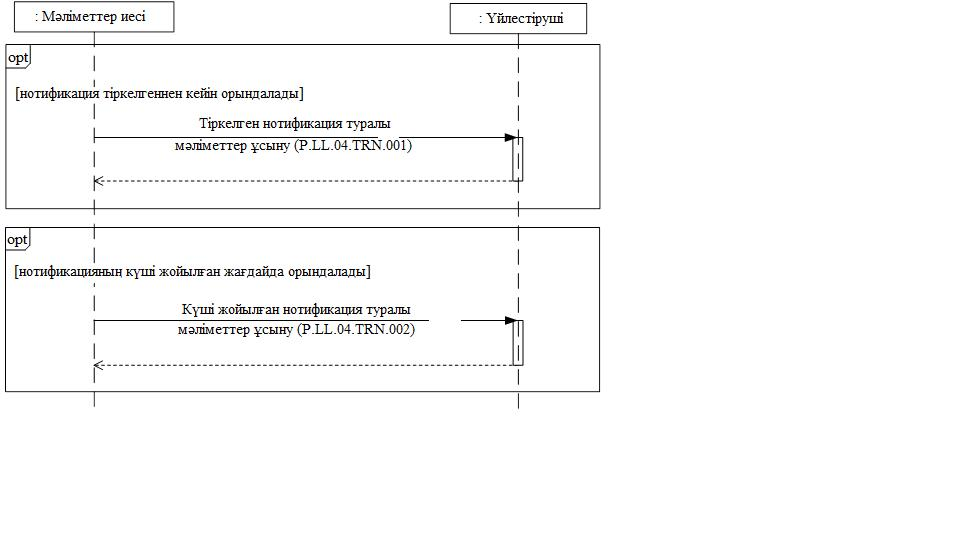 : Мәліметтер иесі
: Үйлестіруші
opt
[нотификация тіркелгеннен кейін орындалады]
Тіркелген нотификация туралы
мәліметтер ұсыну (P.LL.04.TRN.001)
opt
[нотификацияның күші жойылған жағдайда орындалады]
Күші жойылған нотификация туралы
мәліметтер ұсыну (P.LL.04.TRN.002)